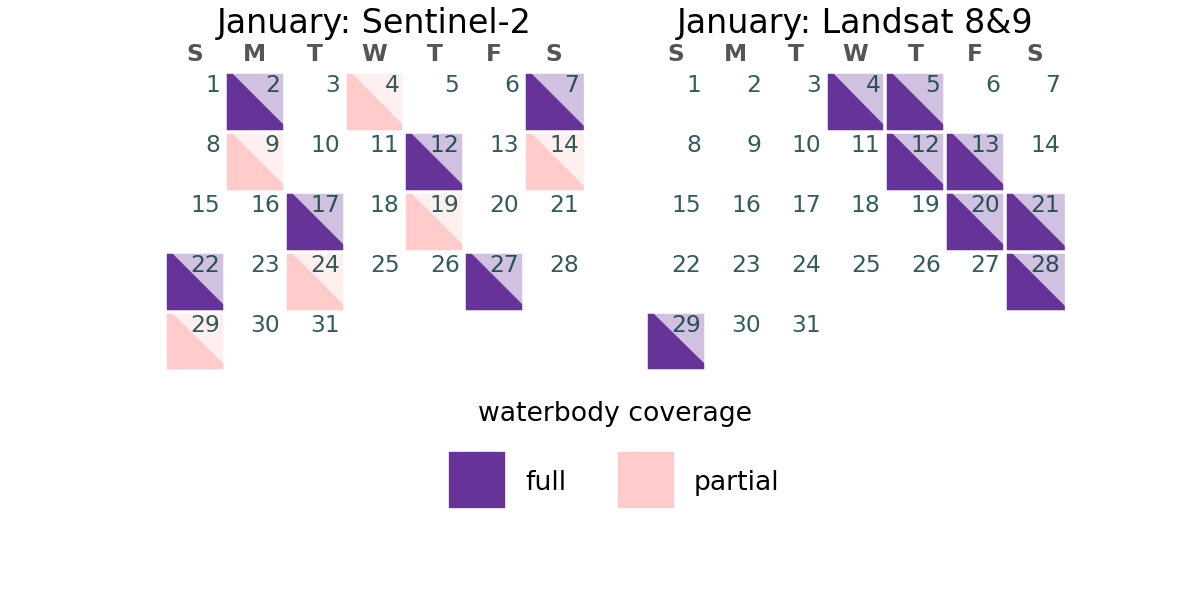 January: Sentinel-2
S M T W T F S
1 2 3 4 5 6 7
8 9 10 11 12 13 14
15 16 17 18 19 20 21
22 23 24 25 26 27 28
29 30 31
January: Landsat 8&9
S M T W T F S
1 2 3 4 5 6 7
8 9 10 11 12 13 14
15 16 17 18 19 20 21
22 23 24 25 26 27 28
29 30 31
waterbody coverage
full
partial